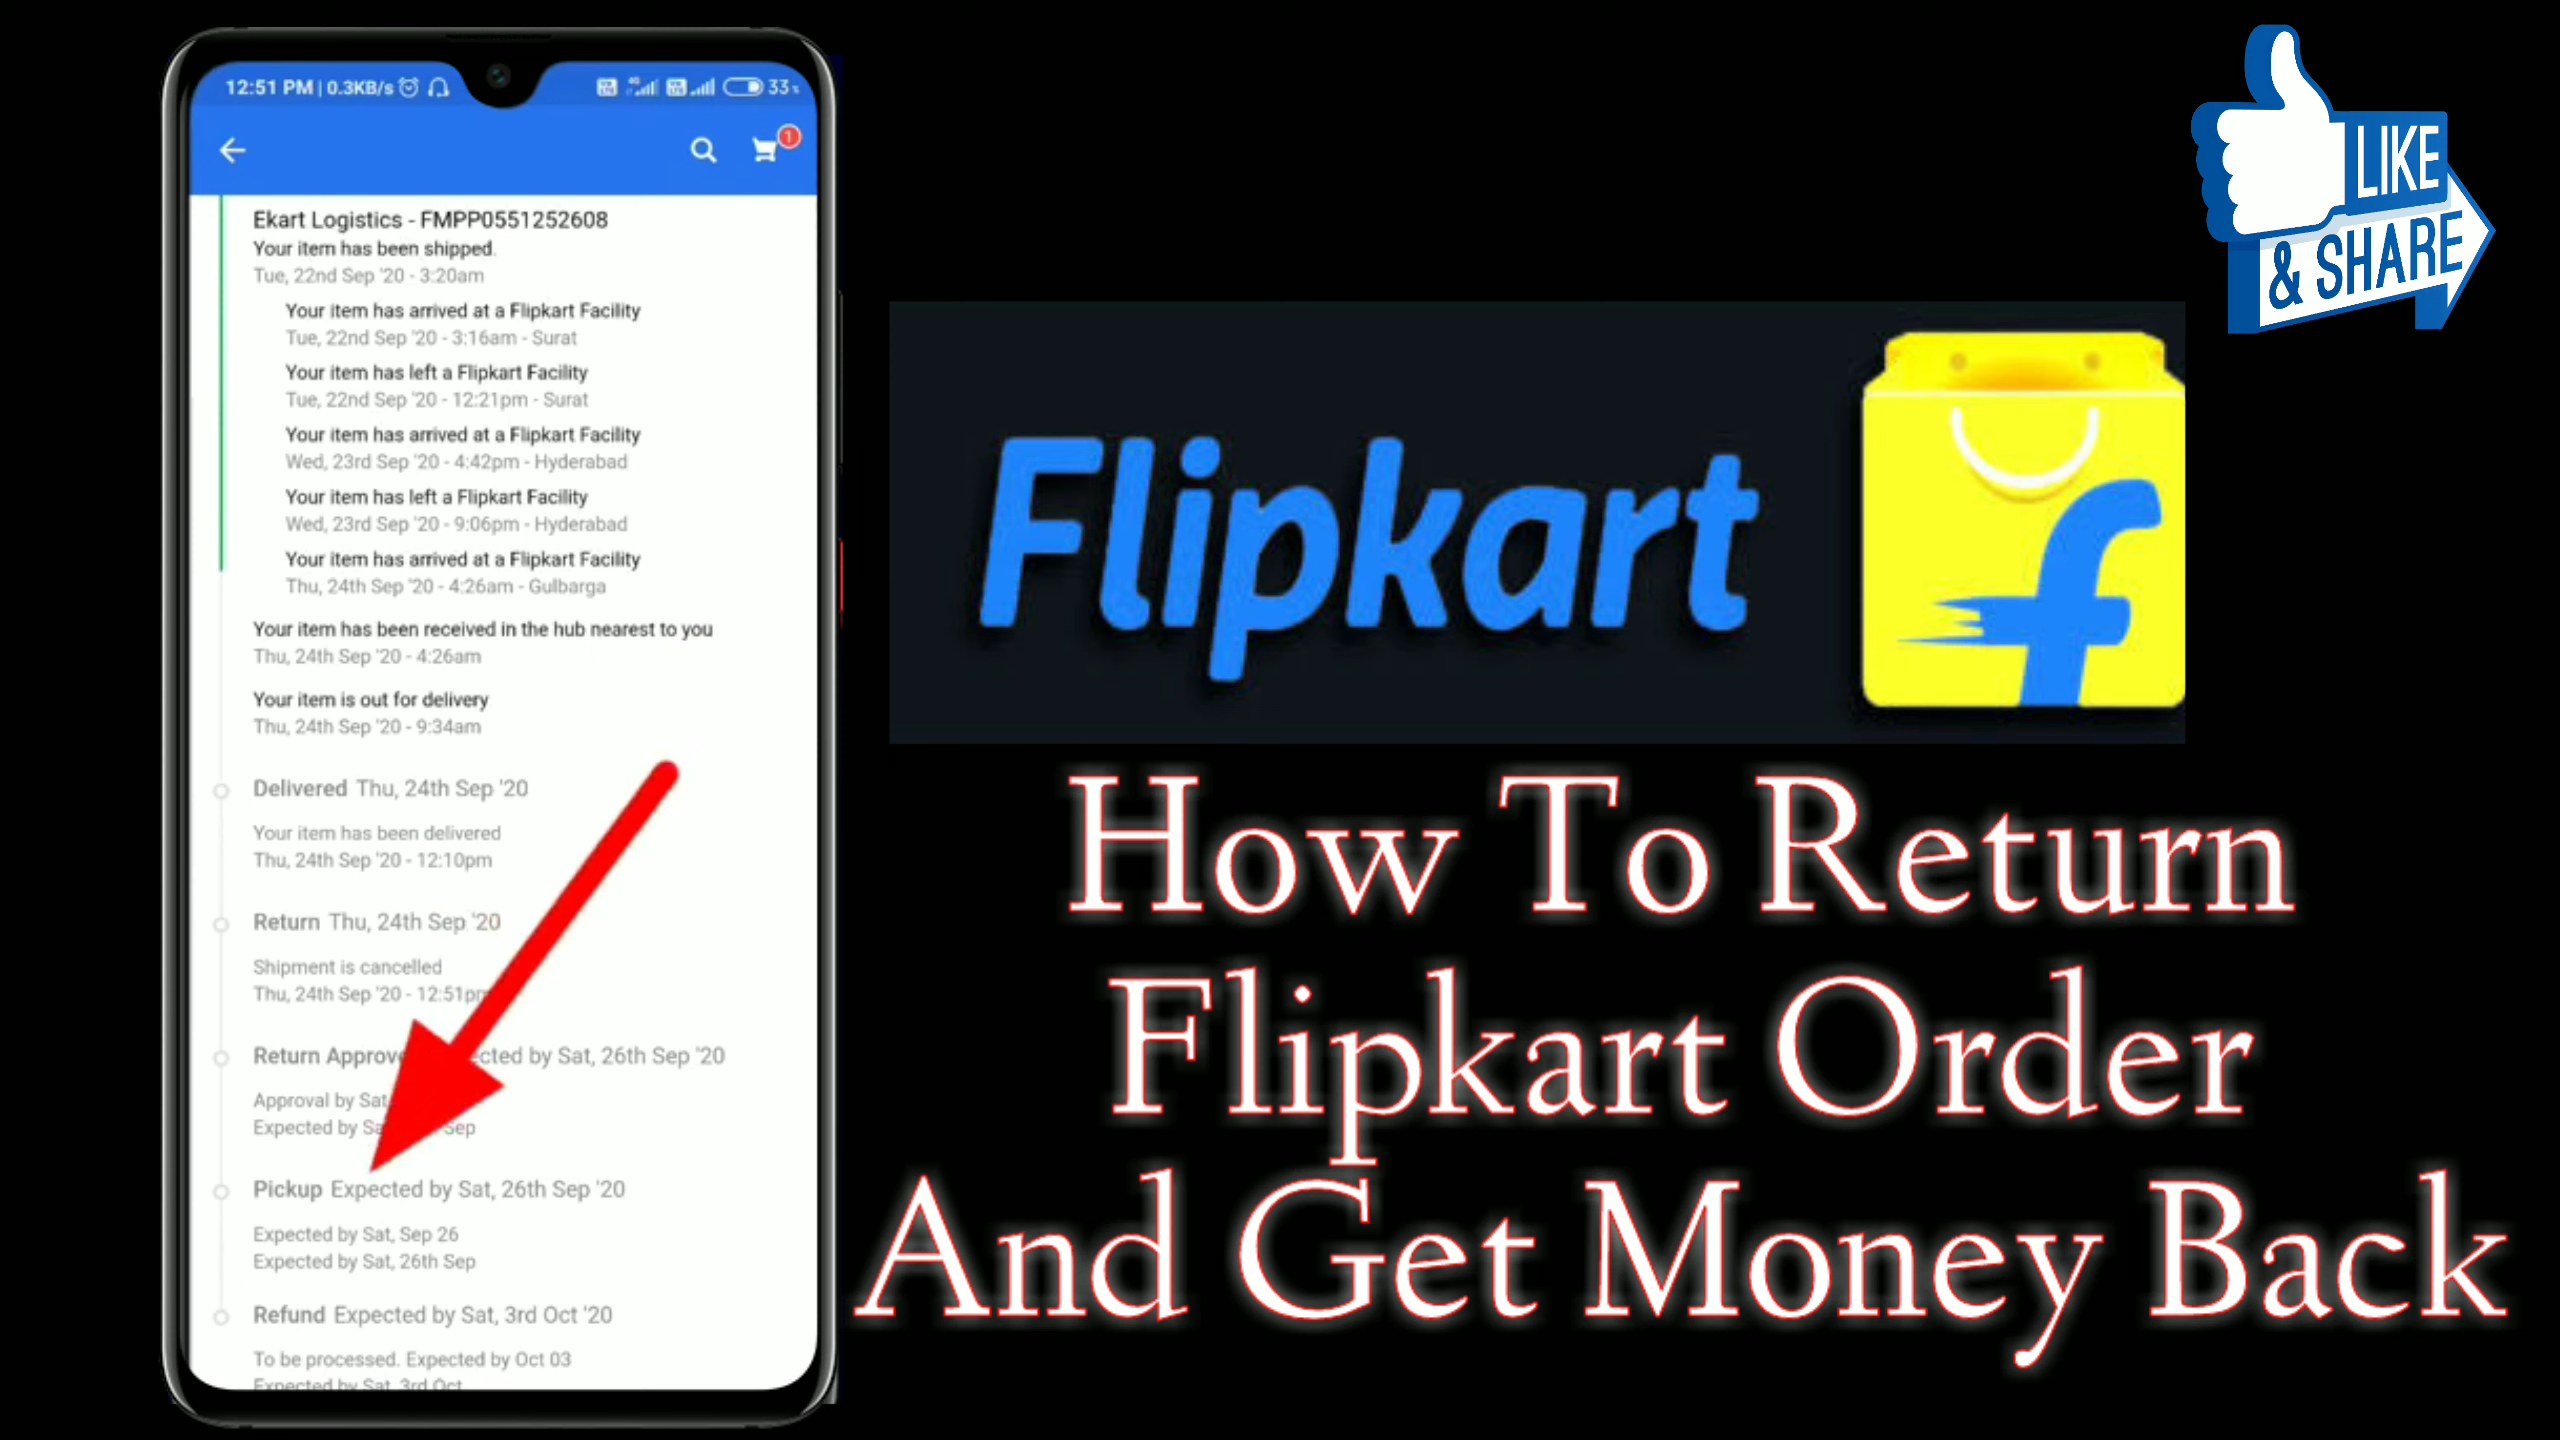 12:51 PM | 0.3KB/s
33
1
Ekart Logistics - FMPP0551252608
Your item has been shipped.
Tue, 22nd Sep '20 - 3:20am
Your item has arrived at a Flipkart Facility
Tue, 22nd Sep '20 - 3:16am - Surat
Your item has left a Flipkart Facility
Tue, 22nd Sep '20 - 12:21pm - Surat
Your item has arrived at a Flipkart Facility
Wed, 23rd Sep '20 - 4:42pm - Hyderabad
Your item has left a Flipkart Facility
Wed, 23rd Sep '20 - 9:06pm - Hyderabad
Your item has arrived at a Flipkart Facility
Thu, 24th Sep '20 - 4:26am - Gulbarga
Your item has been received in the hub nearest to you
Thu, 24th Sep '20 - 4:26am
Your item is out for delivery
Thu, 24th Sep '20 - 9:34am
Delivered Thu, 24th Sep '20
Your item has been delivered
Thu, 24th Sep '20 - 12:10pm
Return Thu, 24th Sep '20
Shipment is cancelled
Thu, 24th Sep '20 - 12:51pm
Return by Sat, 26th Sep '20
Approval by Sat,
Expected by Sep
Pickup Expected by Sat, 26th Sep '20
Expected by Sat, Sep 26
Expected by Sat, 26th Sep
Refund Expected by Sat, 3rd Oct '20
To be processed. Expected by Oct 03
Expected by Sat, 3rd Oct
LIKE
& SHARE
Flipkart
f
How To Return
Flipkart Order
And Get Money Back